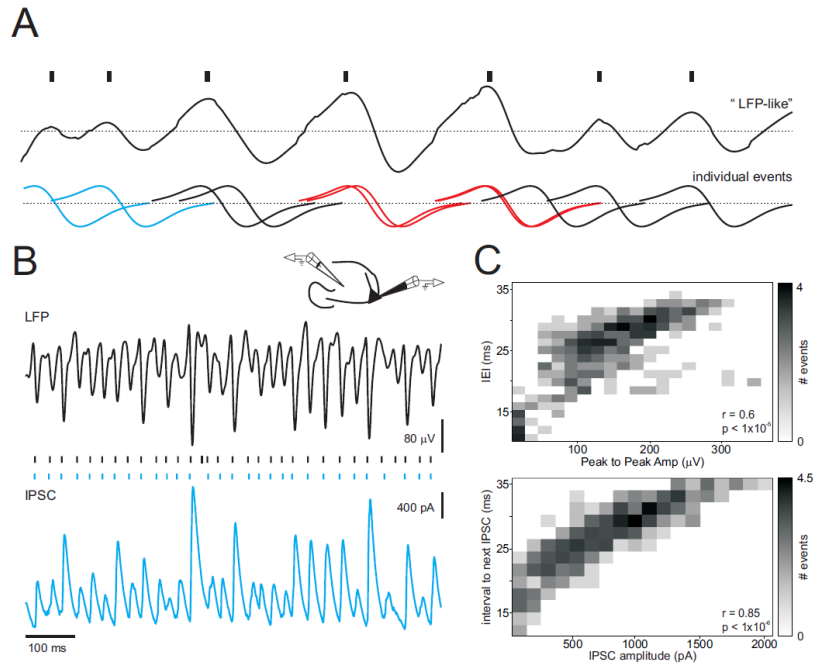 A
" LFP-like”
individual events
B
C
LFP
80 μV
IPSC
400 pA
100 ms
35
25
15
IEI (ms)
100
200
300
Peak to Peak Amp (μV)
r = 0.6
p < 1x10⁻⁶
4
0
# events
35
25
15
interval to next IPSC (ms)
500
1000
1500
2000
IPSC amplitude (pA)
r = 0.85
p < 1x10⁻⁶
4.5
0
# events